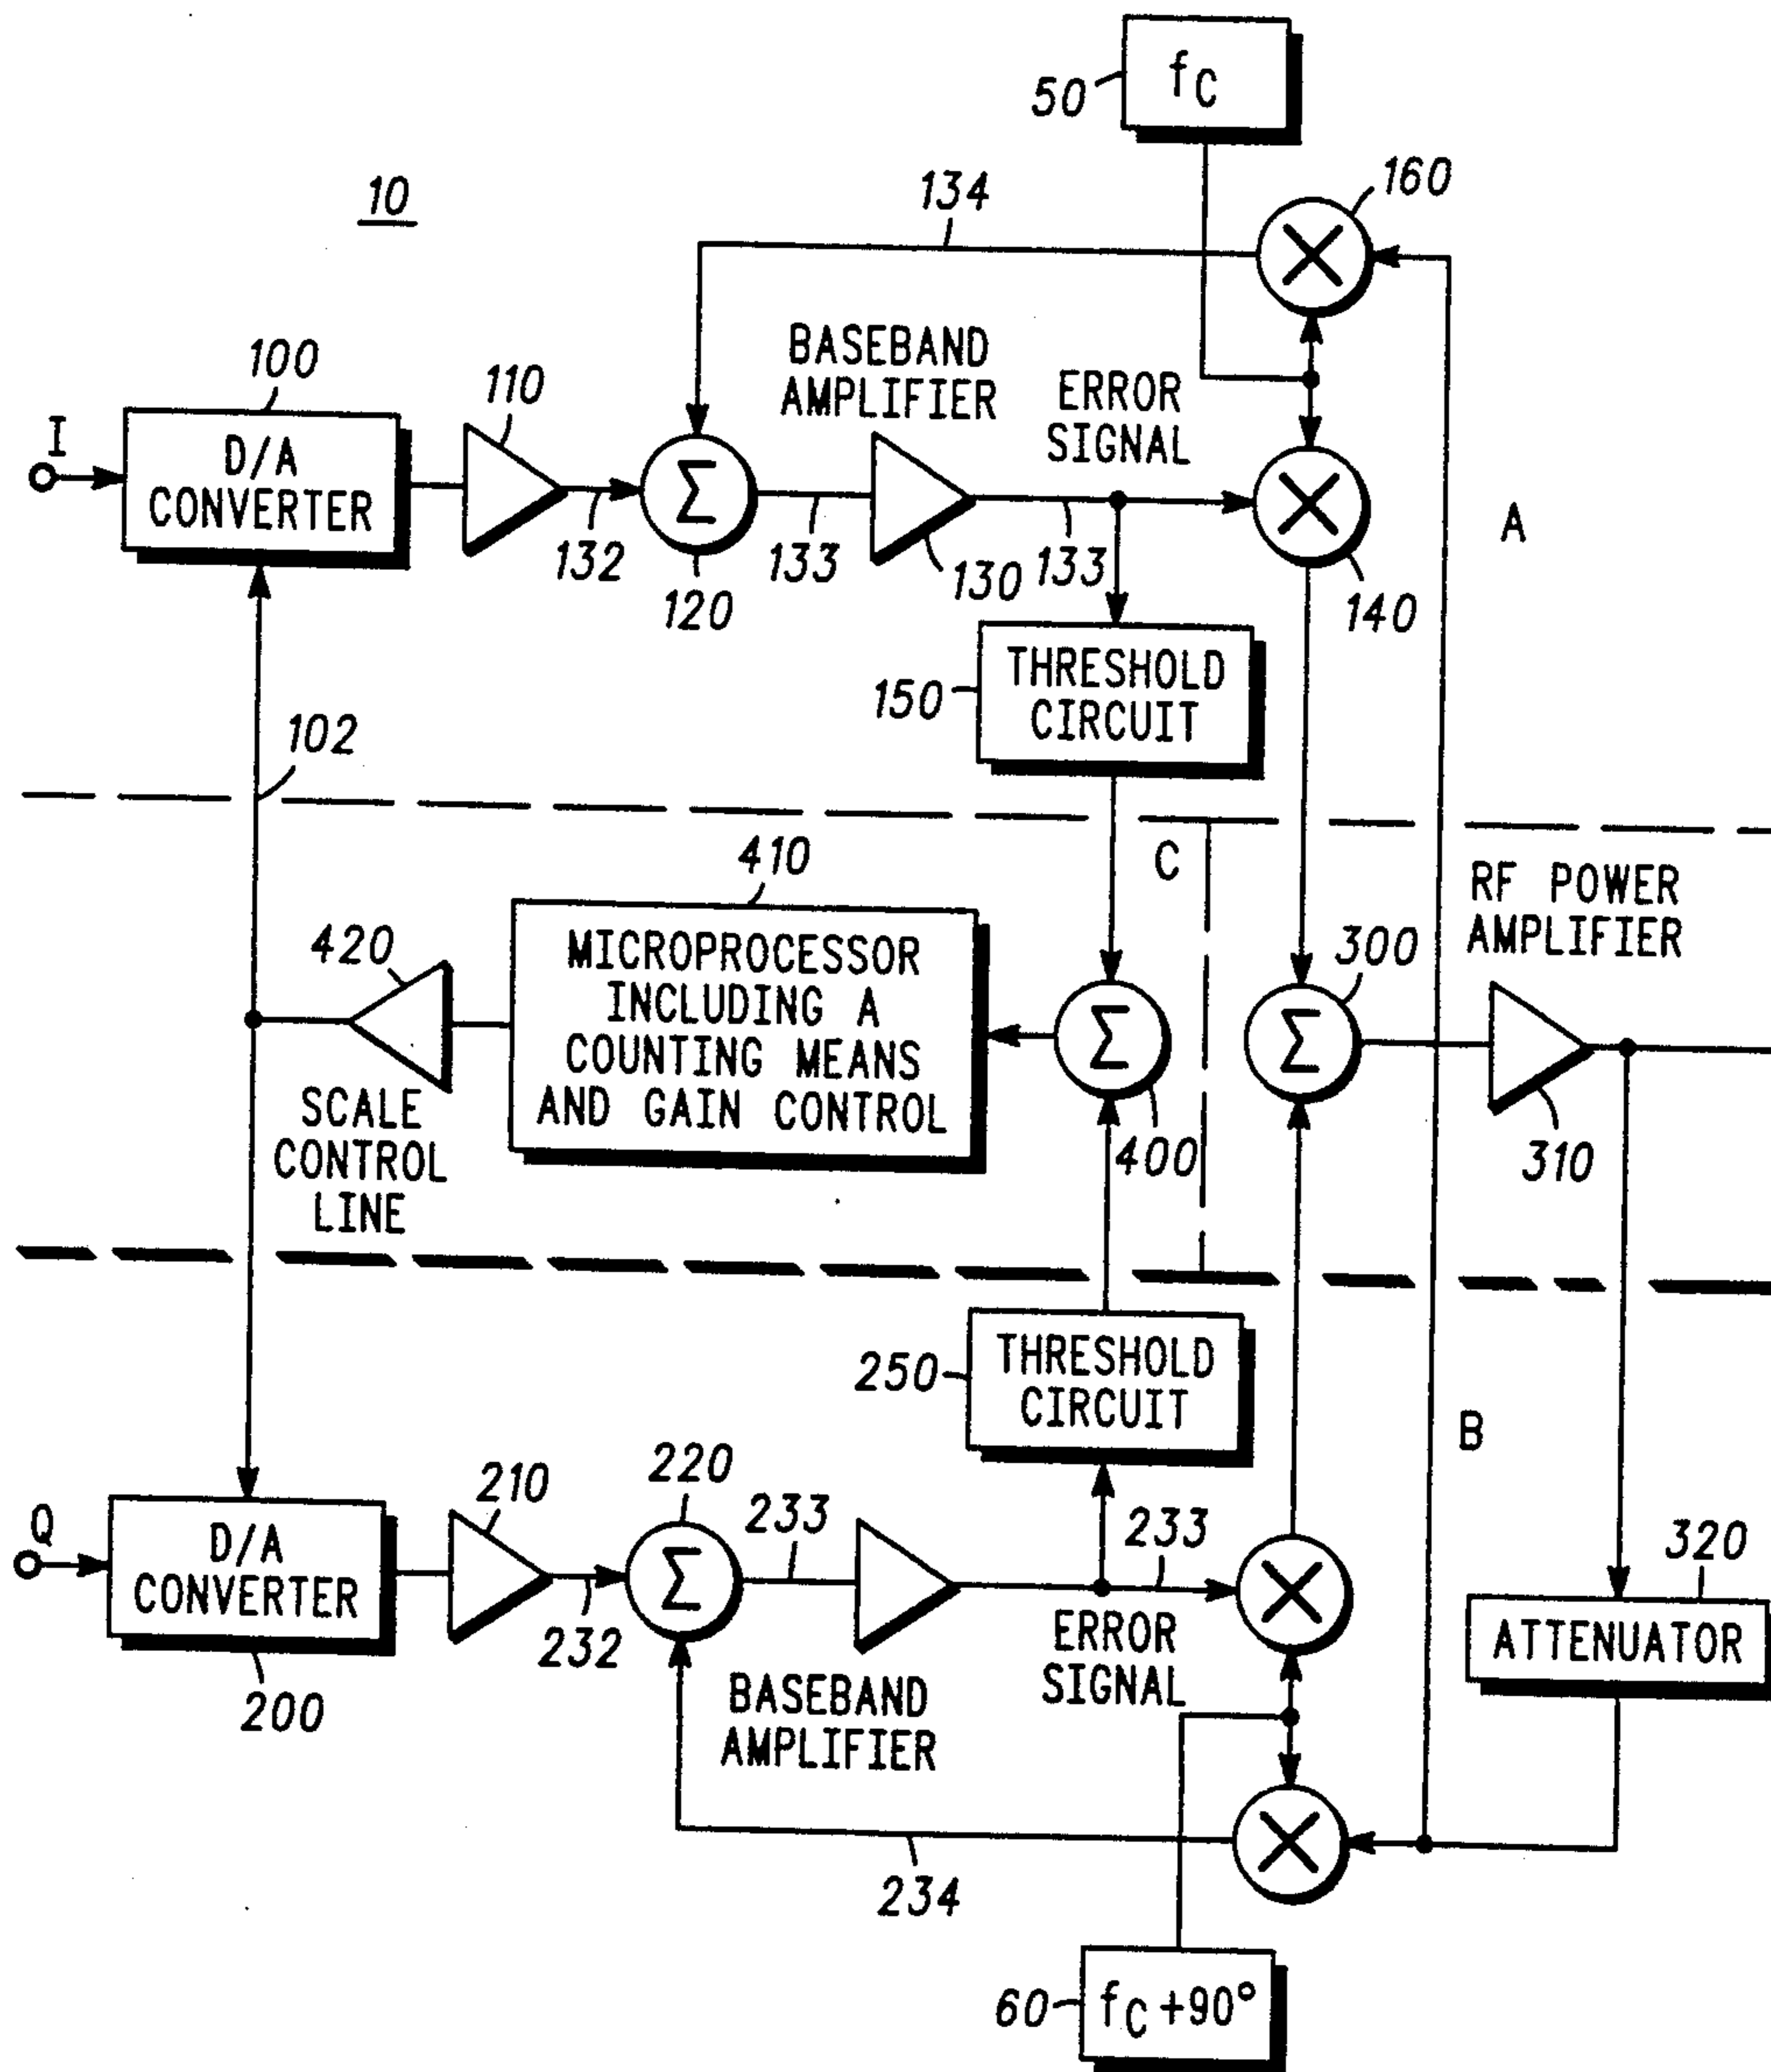 50
fC
10
134
160
100
110
BASEBAND
AMPLIFIER
ERROR
SIGNAL
I
D/A
CONVERTER
Σ
132
120
133
130
133
140
A
150
THRESHOLD
CIRCUIT
102
410
C
RF POWER
AMPLIFIER
420
MICROPROCESSOR
INCLUDING A
COUNTING MEANS
AND GAIN CONTROL
Σ
400
300
Σ
310
SCALE
CONTROL
LINE
250
THRESHOLD
CIRCUIT
B
Q
D/A
CONVERTER
200
210
220
Σ
232
233
233
320
ATTENUATOR
ERROR
SIGNAL
BASEBAND
AMPLIFIER
234
60
fC +90°